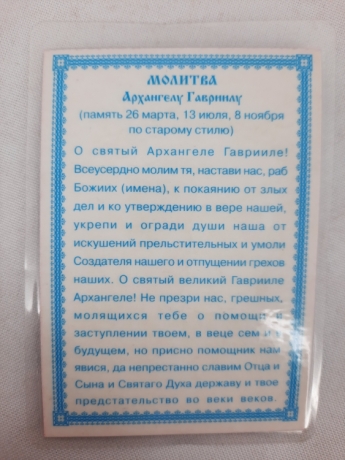 МОЛИТВА
Архангелу Гавриилу
(память 26 марта, 13 июля, 8 ноября
по старому стилю)
О святый Архангеле Гаврииле!
Всеусердно молим тя, настави нас, раб
Божиих (имена), к покаянию от злых
дел и ко утверждению в вере нашей,
укрепи и огради души наша от
искушений прельстительных и умоли
Создателя нашего и отпущении грехов
наших. О святый великий Гаврииле
Архангеле! Не презри нас, грешных,
молящихся тебе о помощи и
заступлении твоем, в веце сем и в
будущем, но присно помощник нам
явися, да непрестанно славим Отца и
Сына и Святаго Духа державу и твое
предстательство во веки веков.